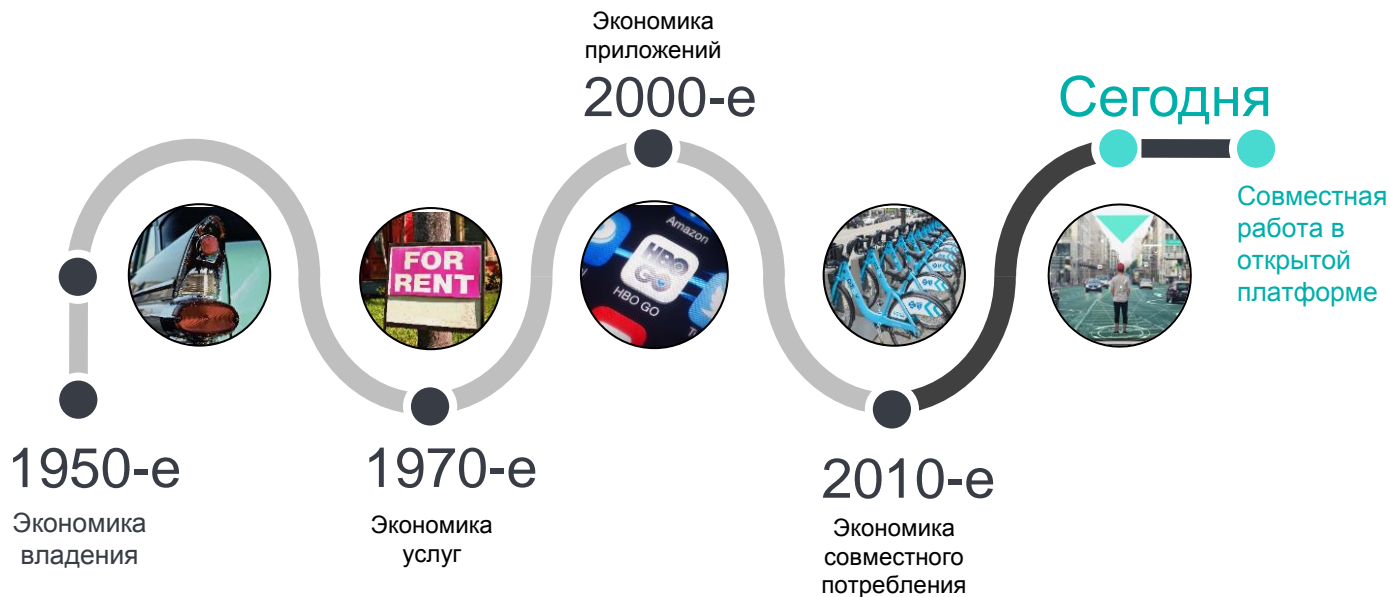 1950-е
Экономика
владения
FOR
RENT
1970-е
Экономика
услуг
Экономика
приложений
2000-е
Amazon
HBO
GO
HBO GO
2010-е
Экономика
совместного
потребления
Сегодня
Совместная
работа в
открытой
платформе